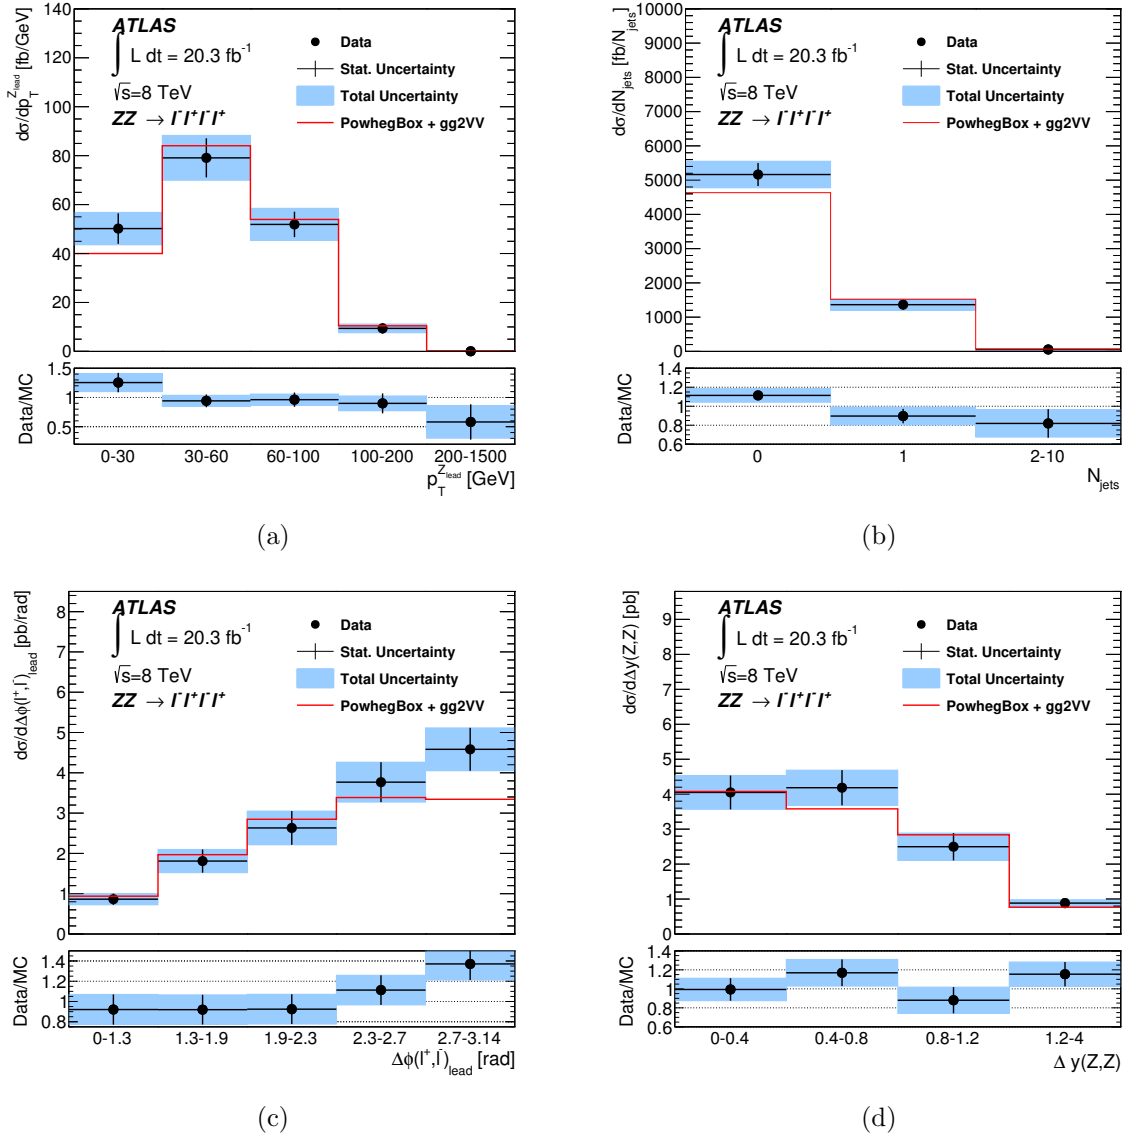 dσ/dp_T^{Z_lead} [fb/GeV]
140
120
100
80
60
40
20
0
ATLAS
∫ L dt = 20.3 fb⁻¹
√s=8 TeV
ZZ → l⁻l⁺l⁻l⁺
Data
Stat. Uncertainty
Total Uncertainty
PowhegBox + gg2VV
Data/MC
1.5
1
0.5
0-30 30-60 60-100 100-200 200-1500
p_T^{Z_lead} [GeV]
(a)
dσ/dN_jets [fb/N_jets]
10000
9000
8000
7000
6000
5000
4000
3000
2000
1000
0
ATLAS
∫ L dt = 20.3 fb⁻¹
√s=8 TeV
ZZ → l⁻l⁺l⁻l⁺
Data
Stat. Uncertainty
Total Uncertainty
PowhegBox + gg2VV
Data/MC
1.4
1.2
1
0.8
0.6
0 1 2-10
N_jets
(b)
dσ/dΔϕ(l⁺,l⁻)_lead [pb/rad]
8
7
6
5
4
3
2
1
0
ATLAS
∫ L dt = 20.3 fb⁻¹
√s=8 TeV
ZZ → l⁻l⁺l⁻l⁺
Data
Stat. Uncertainty
Total Uncertainty
PowhegBox + gg2VV
Data/MC
1.4
1.2
1
0.8
0-1.3 1.3-1.9 1.9-2.3 2.3-2.7 2.7-3.14
Δϕ(l⁺,l⁻)_lead [rad]
(c)
dσ/dΔy(Z,Z) [pb]
9
8
7
6
5
4
3
2
1
0
ATLAS
∫ L dt = 20.3 fb⁻¹
√s=8 TeV
ZZ → l⁻l⁺l⁻l⁺
Data
Stat. Uncertainty
Total Uncertainty
PowhegBox + gg2VV
Data/MC
1.4
1.2
1
0.8
0.6
0-0.4 0.4-0.8 0.8-1.2 1.2-4
Δ y(Z,Z)
(d)